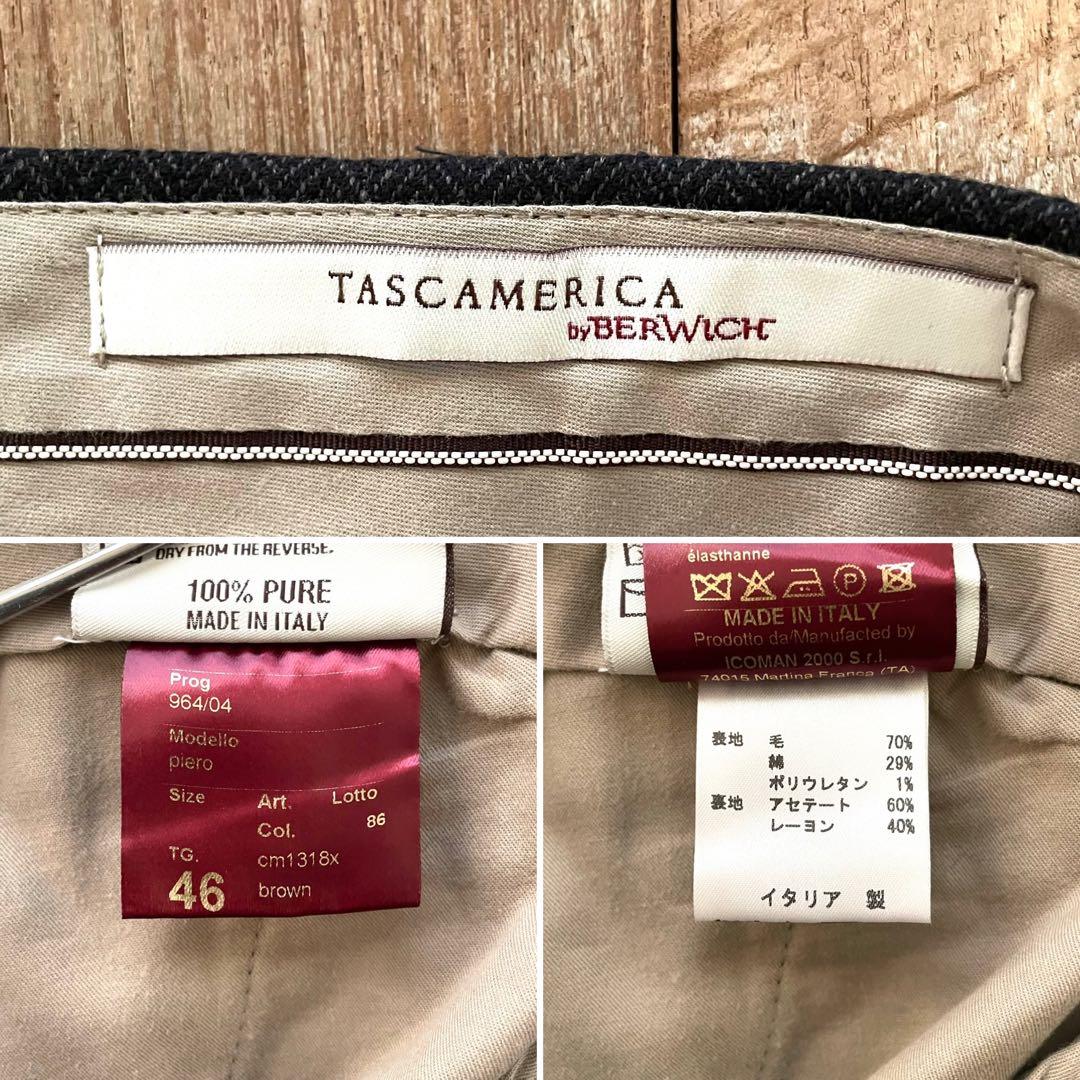 TASCAMERICA
by BERWICH
DRY FROM THE REVERSE.
100% PURE
MADE IN ITALY
Prog
964/04
Modello
piero
Size Art. Lotto
Col. 86
TG. cm1318x
46 brown
élasthanne
MADE IN ITALY
Prodotto da/Manufacted by
ICOMAN 2000 S.r.l.
74015 Martina Franca (TA)
表地 毛 70%
綿 29%
ポリウレタン 1%
裏地 アセテート 60%
レーヨン 40%
イタリア 製